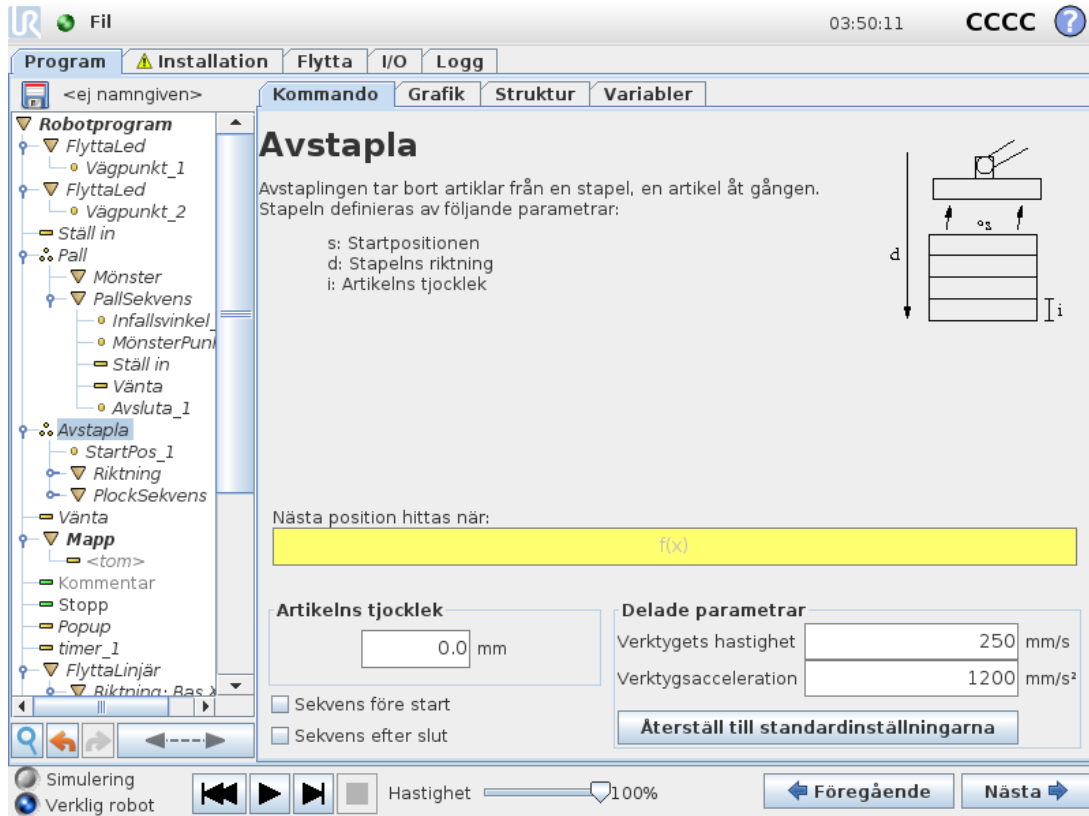 UR Fil 03:50:11 CCCC ?
Program Installation Flytta I/O Logg
<ej namngiven>
Kommando Grafik Struktur Variabler
Robotprogram
FlyttaLed
Vägpunkt_1
FlyttaLed
Vägpunkt_2
Ställ in
Pall
Mönster
PallSekvens
Infallsvinkel_
MönsterPun
Ställ in
Vänta
Avsluta_1
Avstapla
StartPos_1
Riktning
PlockSekvens
Vänta
Mapp
<tom>
Kommentar
Stopp
Popup
timer_1
FlyttaLinjär
Riktning: Bas X
Avstapla
Avstaplingen tar bort artiklar från en stapel, en artikel åt gången.
Stapeln definieras av följande parametrar:
s: Startpositionen
d: Stapelns riktning
i: Artikelns tjocklek
s
d
i
Nästa position hittas när:
f(x)
Artikelns tjocklek
0.0 mm
Sekvens före start
Sekvens efter slut
Delade parametrar
Verktygets hastighet 250 mm/s
Verktygsacceleration 1200 mm/s²
Återställ till standardinställningarna
Simulering
Verklig robot
Hastighet 100%
Föregående Nästa